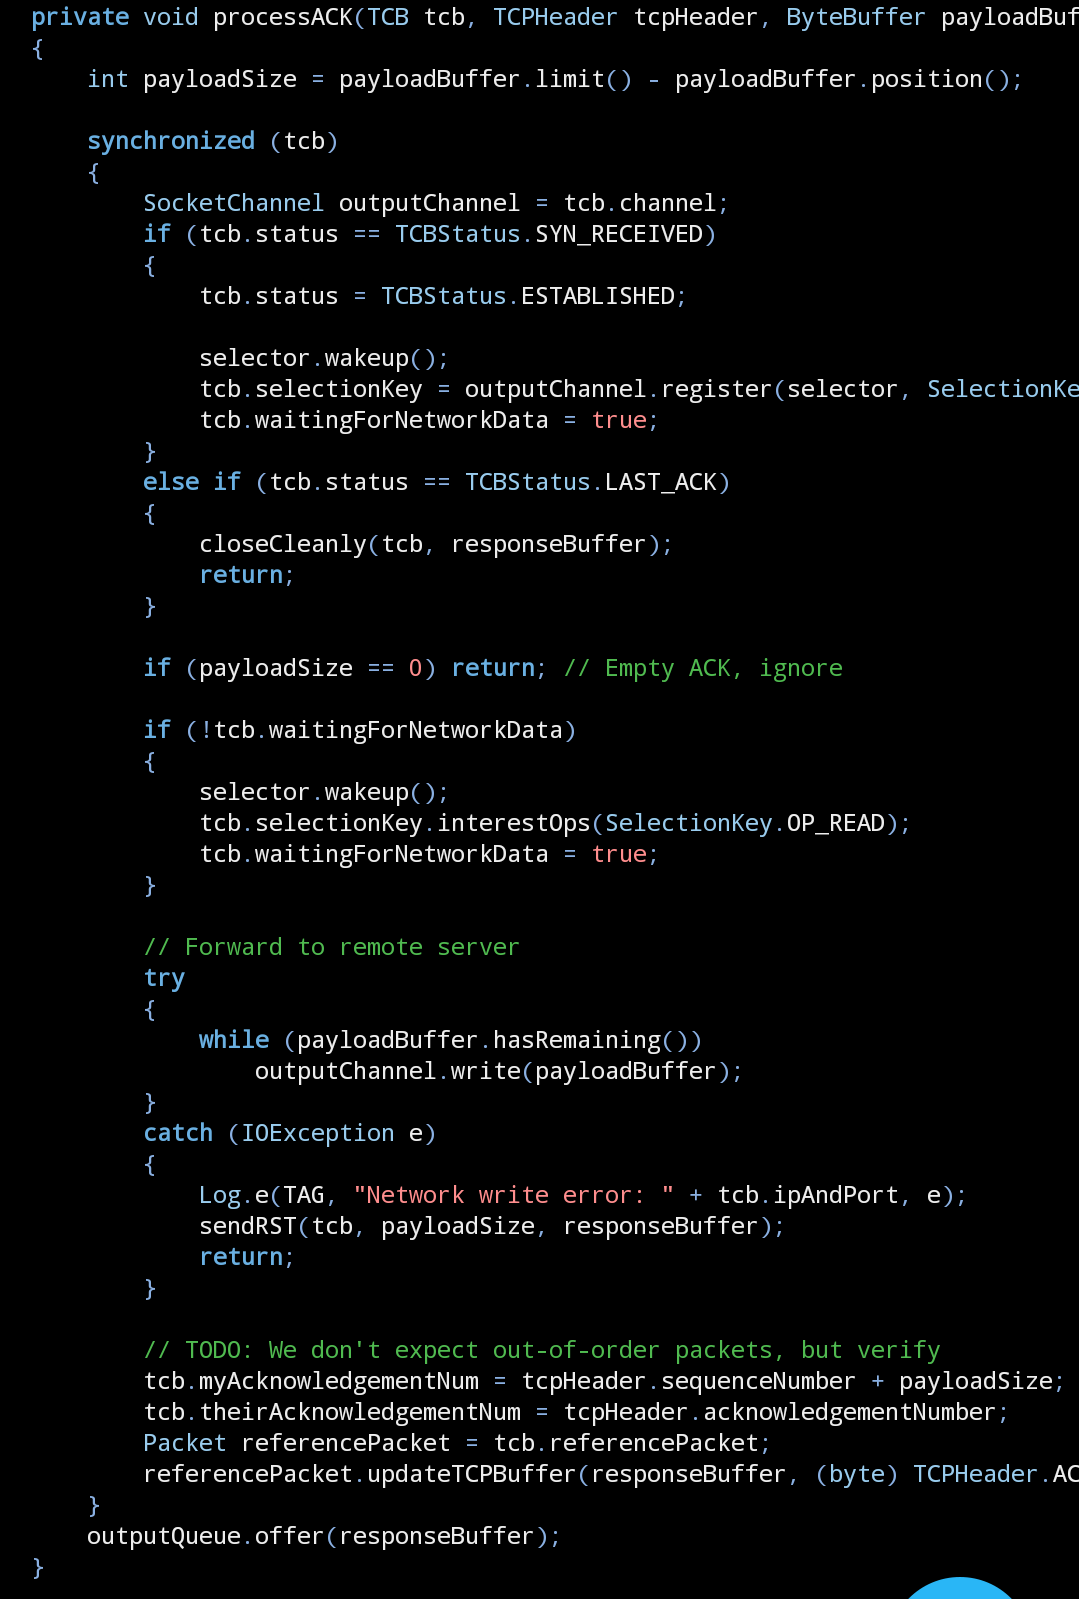 private void processACK(TCB tcb, TCPHeader tcpHeader, ByteBuffer payloadBuf
{
    int payloadSize = payloadBuffer.limit() - payloadBuffer.position();

    synchronized (tcb)
    {
        SocketChannel outputChannel = tcb.channel;
        if (tcb.status == TCBStatus.SYN_RECEIVED)
        {
            tcb.status = TCBStatus.ESTABLISHED;

            selector.wakeup();
            tcb.selectionKey = outputChannel.register(selector, SelectionKe
            tcb.waitingForNetworkData = true;
        }
        else if (tcb.status == TCBStatus.LAST_ACK)
        {
            closeCleanly(tcb, responseBuffer);
            return;
        }

        if (payloadSize == 0) return; // Empty ACK, ignore

        if (!tcb.waitingForNetworkData)
        {
            selector.wakeup();
            tcb.selectionKey.interestOps(SelectionKey.OP_READ);
            tcb.waitingForNetworkData = true;
        }

        // Forward to remote server
        try
        {
            while (payloadBuffer.hasRemaining())
                outputChannel.write(payloadBuffer);
        }
        catch (IOException e)
        {
            Log.e(TAG, "Network write error: " + tcb.ipAndPort, e);
            sendRST(tcb, payloadSize, responseBuffer);
            return;
        }

        // TODO: We don't expect out-of-order packets, but verify
        tcb.myAcknowledgementNum = tcpHeader.sequenceNumber + payloadSize;
        tcb.theirAcknowledgementNum = tcpHeader.acknowledgementNumber;
        Packet referencePacket = tcb.referencePacket;
        referencePacket.updateTCPBuffer(responseBuffer, (byte) TCPHeader.AC
    }
    outputQueue.offer(responseBuffer);
}